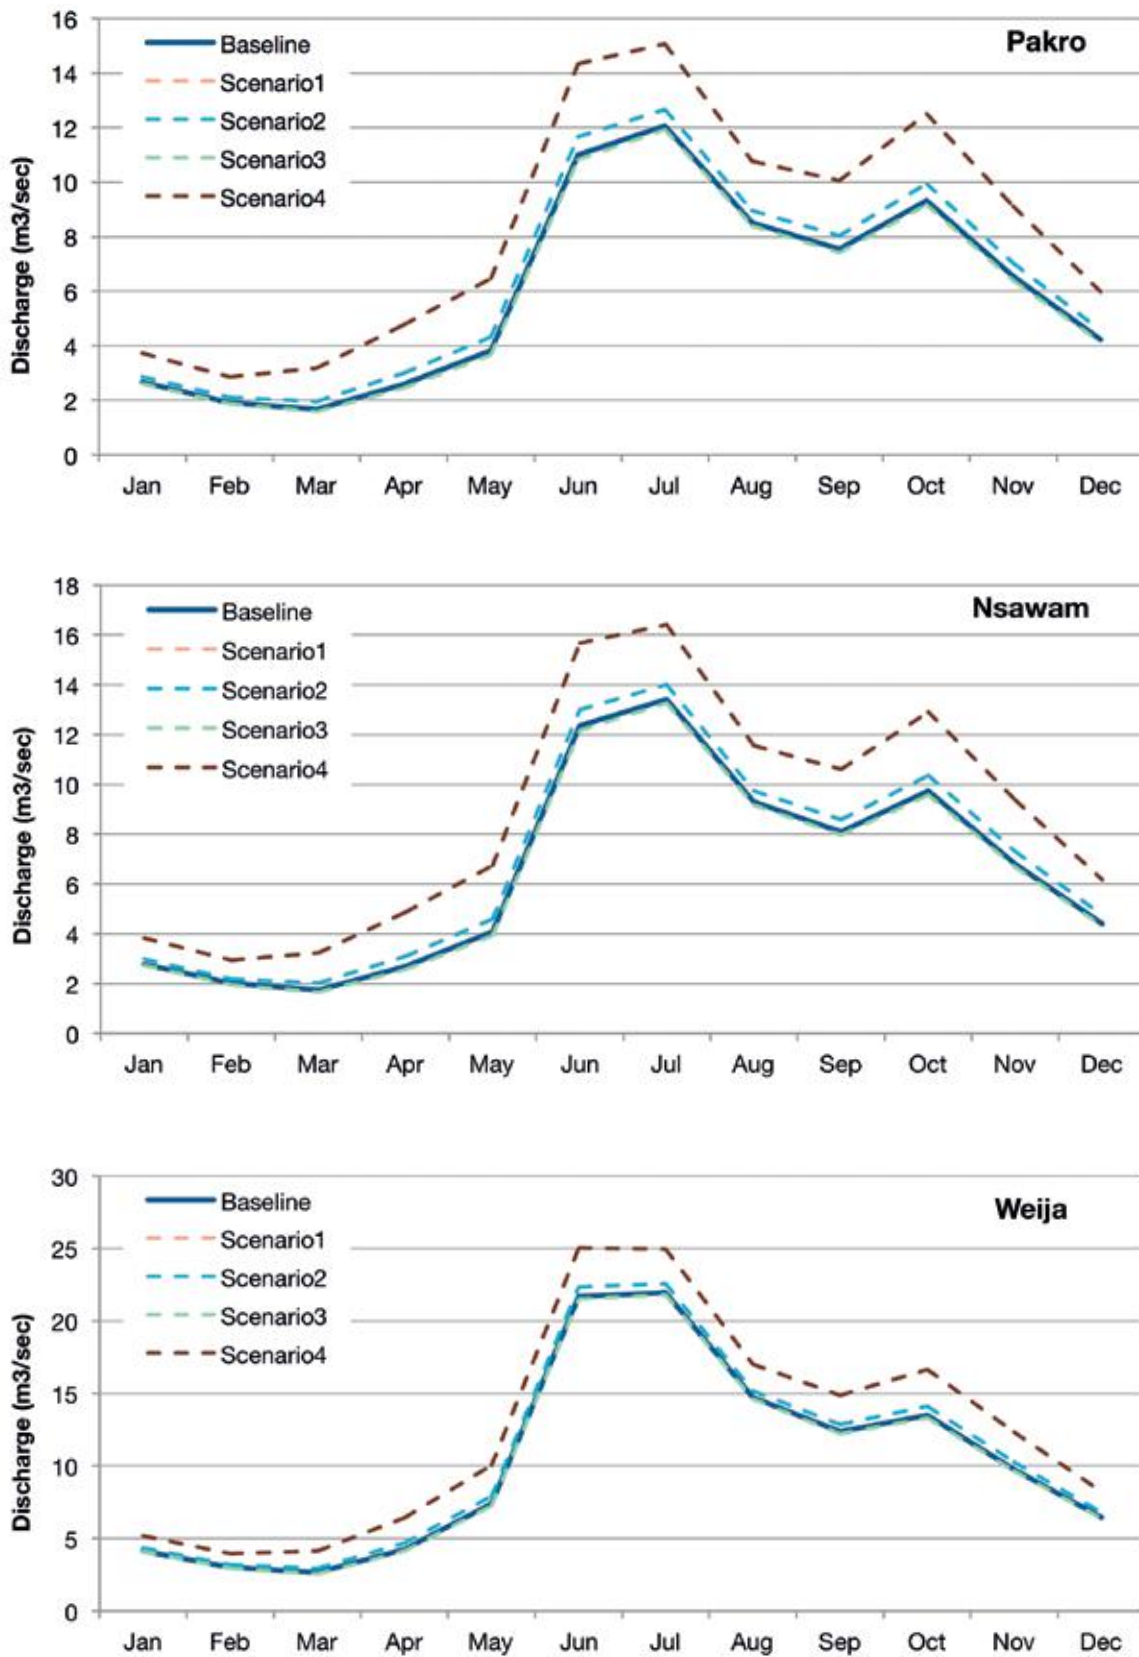 Pakro
Discharge (m3/sec)
16
14
12
10
8
6
4
2
0
Baseline
Scenario1
Scenario2
Scenario3
Scenario4
Jan Feb Mar Apr May Jun Jul Aug Sep Oct Nov Dec
Nsawam
Discharge (m3/sec)
18
16
14
12
10
8
6
4
2
0
Baseline
Scenario1
Scenario2
Scenario3
Scenario4
Jan Feb Mar Apr May Jun Jul Aug Sep Oct Nov Dec
Weija
Discharge (m3/sec)
30
25
20
15
10
5
0
Baseline
Scenario1
Scenario2
Scenario3
Scenario4
Jan Feb Mar Apr May Jun Jul Aug Sep Oct Nov Dec